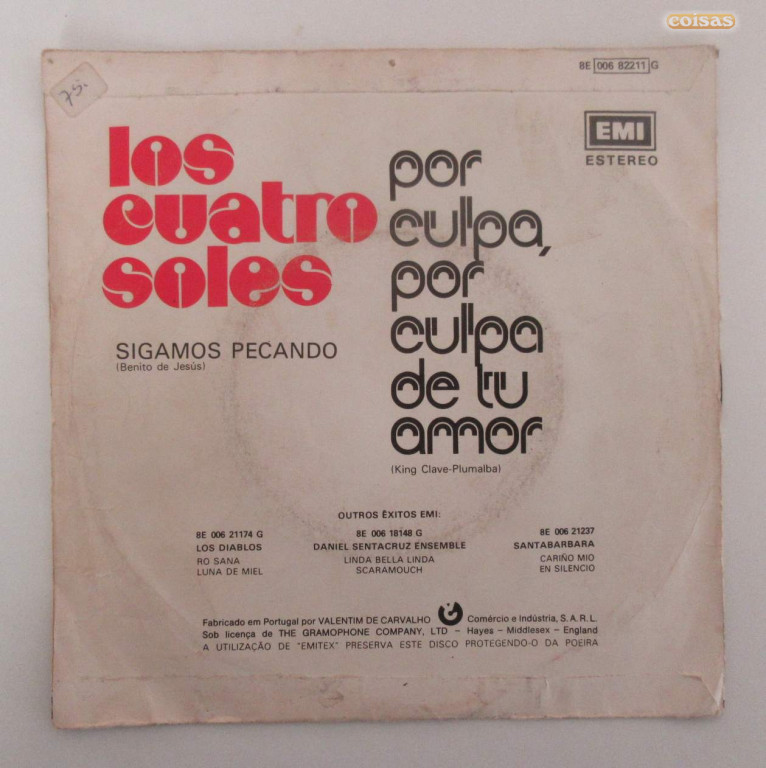 coisas
8E 006 82211 G
75.
EMI
ESTEREO
los
cuatro
soles
SIGAMOS PECANDO
(Benito de Jesús)
por
culpa,
por
culpa
de tu
amor
(King Clave-Plumalba)
OUTROS ÊXITOS EMI:
8E 006 21174 G
LOS DIABLOS
RO SANA
LUNA DE MIEL
8E 006 18148 G
DANIEL SENTACRUZ ENSEMBLE
LINDA BELLA LINDA
SCARAMOUCH
8E 006 21237
SANTABARBARA
CARIÑO MIO
EN SILENCIO
Fabricado em Portugal por VALENTIM DE CARVALHO Comércio e Indústria, S. A. R. L.
Sob licença de THE GRAMOPHONE COMPANY, LTD – Hayes – Middlesex – England
A UTILIZAÇÃO DE "EMITEX" PRESERVA ESTE DISCO PROTEGENDO-O DA POEIRA